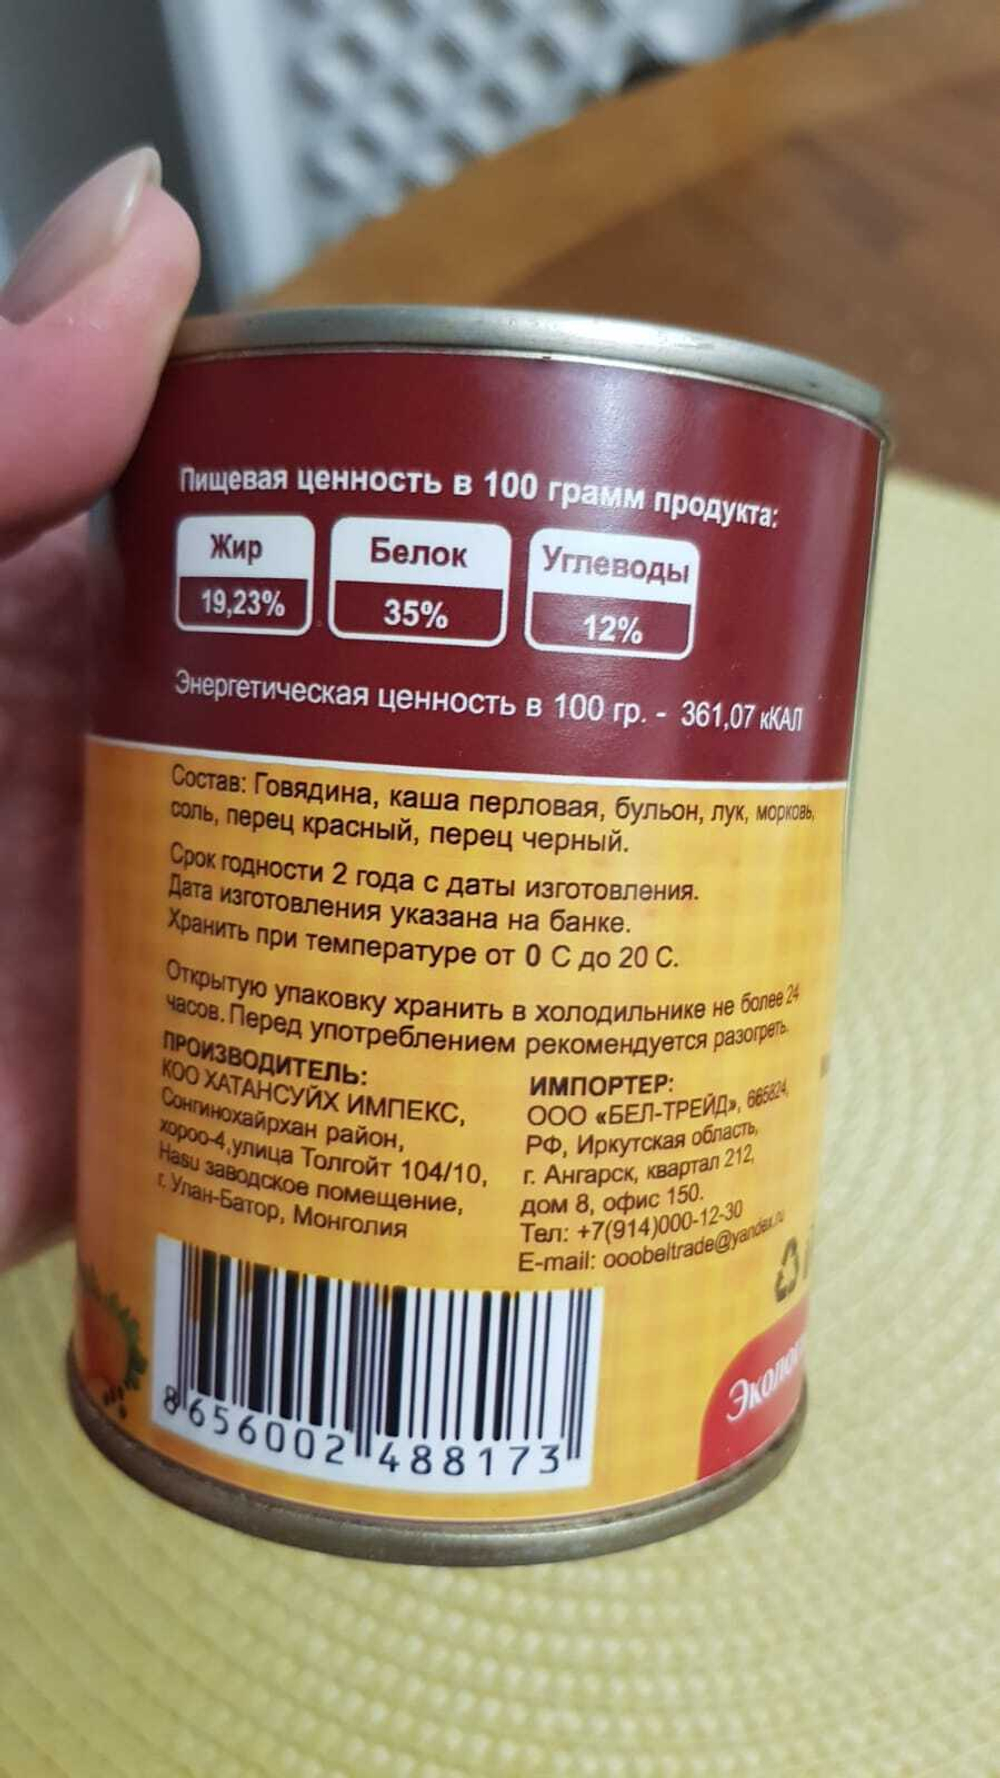 Пищевая ценность в 100 грамм продукта:
Жир
Белок
Углеводы
19,23%
35%
12%
Энергетическая ценность в 100 гр. - 361,07 кКАЛ
Состав: Говядина, каша перловая, бульон, лук, морковь,
соль, перец красный, перец черный.
Срок годности 2 года с даты изготовления.
Дата изготовления указана на банке.
Хранить при температуре от 0 С до 20 С.
Открытую упаковку хранить в холодильнике не более 24
часов. Перед употреблением рекомендуется разогреть.
ПРОИЗВОДИТЕЛЬ:
КОО ХАТАНСУЙХ ИМПЕКС,
Сонгинохайрхан район,
хороо-4, улица Толгойт 104/10,
Hasu заводское помещение,
г. Улан-Батор, Монголия
ИМПОРТЕР:
ООО «БЕЛ-ТРЕЙД», 665824,
РФ, Иркутская область,
г. Ангарск, квартал 212,
дом 8, офис 150.
Тел: +7(914)000-12-30
E-mail: ooobeltrade@yandex.ru
8 656002 488173